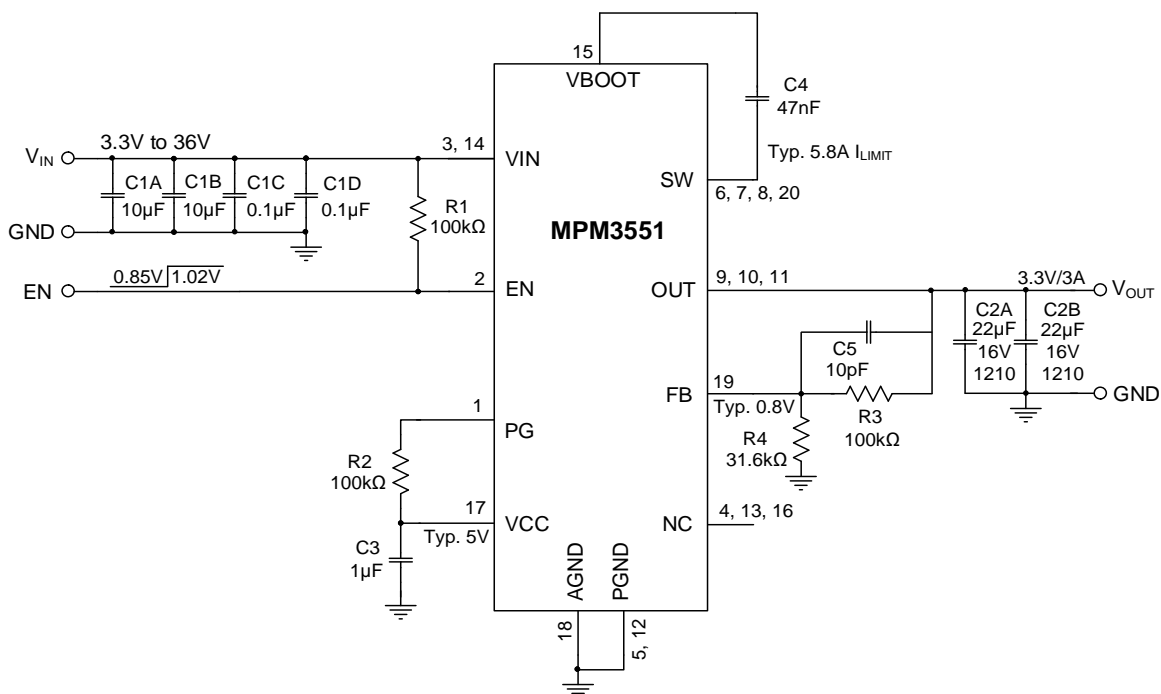 15
VBOOT
C4
47nF
3.3V to 36V
3, 14
VIN
V_IN
Typ. 5.8A I_LIMIT
C1A
10µF
C1B
10µF
C1C
0.1µF
C1D
0.1µF
SW
6, 7, 8, 20
R1
100kΩ
GND
MPM3551
0.85V
1.02V
EN
2
EN
OUT
9, 10, 11
3.3V/3A
V_OUT
C2A
22µF
16V
1210
C2B
22µF
16V
1210
C5
10pF
FB
19
Typ. 0.8V
GND
1
PG
R3
100kΩ
R4
31.6kΩ
R2
100kΩ
17
VCC
Typ. 5V
NC
4, 13, 16
C3
1µF
AGND
PGND
18
5, 12